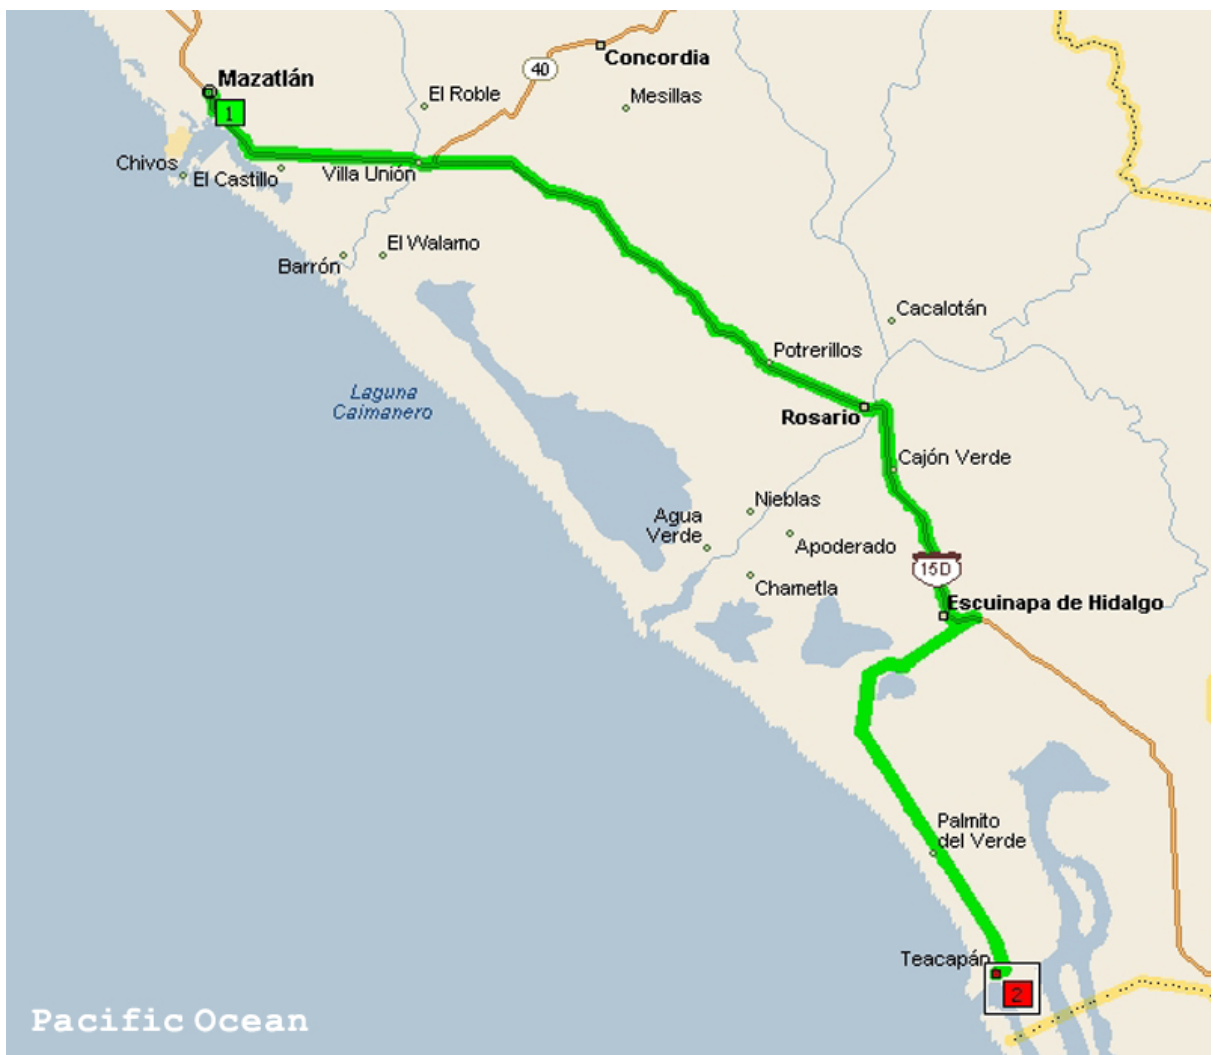 Concordia
40
Mazatlán
El Roble
Mesillas
1
Chivos
El Castillo
Villa Unión
El Walamo
Barrón
Cacalotán
Potrerillos
Laguna
Caimanero
Rosario
Cajón Verde
Nieblas
Agua
Verde
Apoderado
15D
Chametla
Escuinapa de Hidalgo
Palmito
del Verde
Teacapán
2
Pacific Ocean